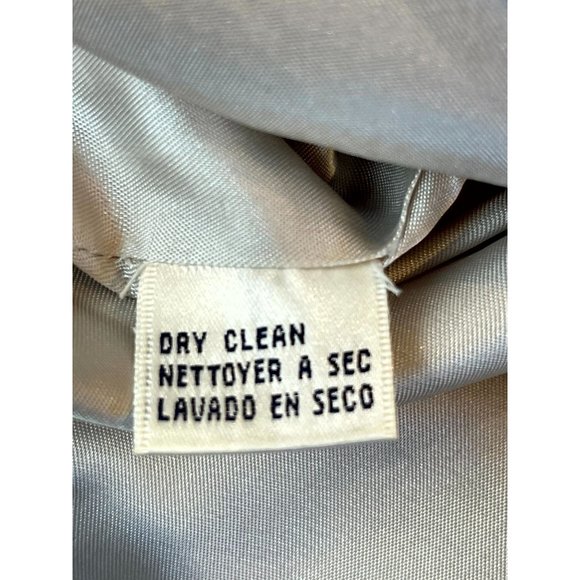 DRY CLEAN
NETTOYER A SEC
LAVADO EN SECO